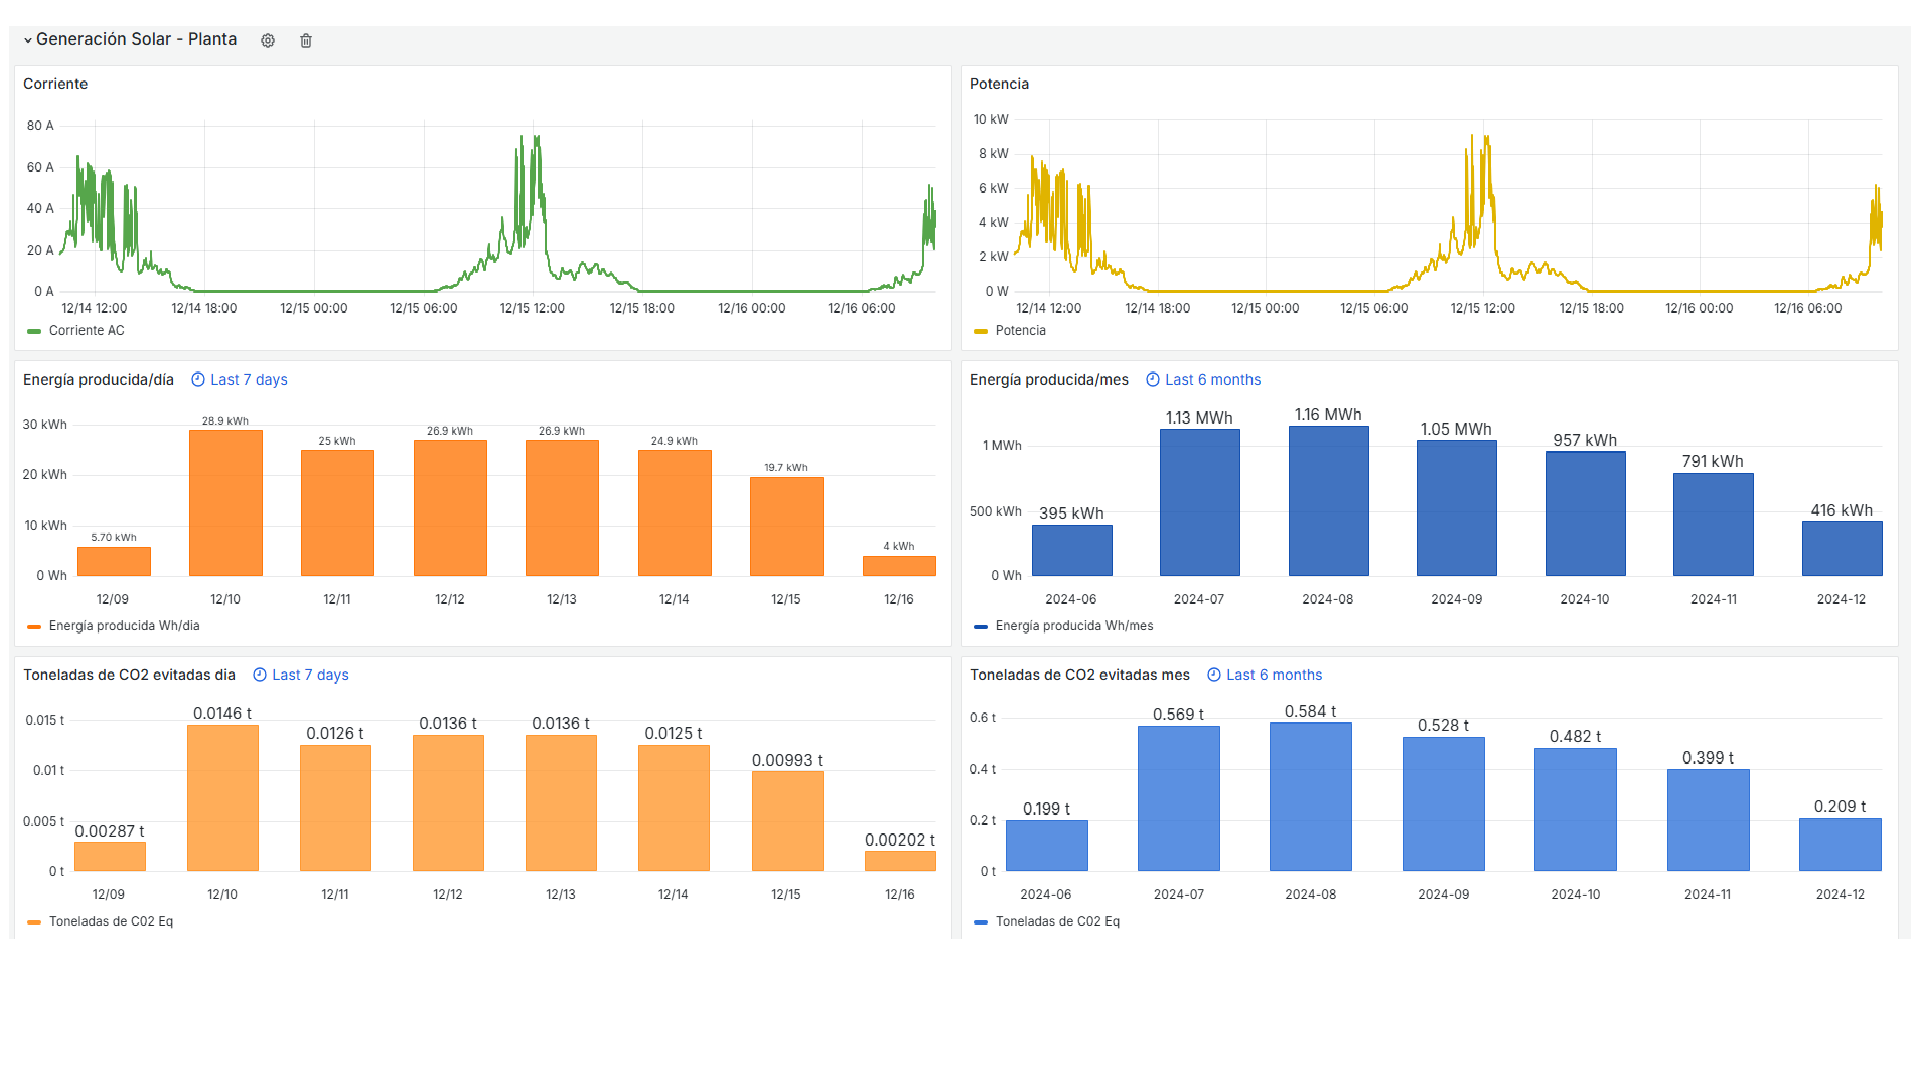 Generación Solar - Planta
Corriente
80 A
60 A
40 A
20 A
0 A
12/14 12:00 12/14 18:00 12/15 00:00 12/15 06:00 12/15 12:00 12/15 18:00 12/16 00:00 12/16 06:00
Corriente AC
Potencia
10 kW
8 kW
6 kW
4 kW
2 kW
0 W
12/14 12:00 12/14 18:00 12/15 00:00 12/15 06:00 12/15 12:00 12/15 18:00 12/16 00:00 12/16 06:00
Potencia
Energía producida/día Last 7 days
30 kWh
20 kWh
10 kWh
0 Wh
5.70 kWh 28.9 kWh 25 kWh 26.9 kWh 26.9 kWh 24.9 kWh 19.7 kWh 4 kWh
12/09 12/10 12/11 12/12 12/13 12/14 12/15 12/16
Energía producida Wh/dia
Energía producida/mes Last 6 months
1 MWh
500 kWh
0 Wh
395 kWh 1.13 MWh 1.16 MWh 1.05 MWh 957 kWh 791 kWh 416 kWh
2024-06 2024-07 2024-08 2024-09 2024-10 2024-11 2024-12
Energía producida Wh/mes
Toneladas de CO2 evitadas dia Last 7 days
0.015 t
0.01 t
0.005 t
0 t
0.00287 t 0.0146 t 0.0126 t 0.0136 t 0.0136 t 0.0125 t 0.00993 t 0.00202 t
12/09 12/10 12/11 12/12 12/13 12/14 12/15 12/16
Toneladas de C02 Eq
Toneladas de CO2 evitadas mes Last 6 months
0.6 t
0.4 t
0.2 t
0 t
0.199 t 0.569 t 0.584 t 0.528 t 0.482 t 0.399 t 0.209 t
2024-06 2024-07 2024-08 2024-09 2024-10 2024-11 2024-12
Toneladas de C02 Eq